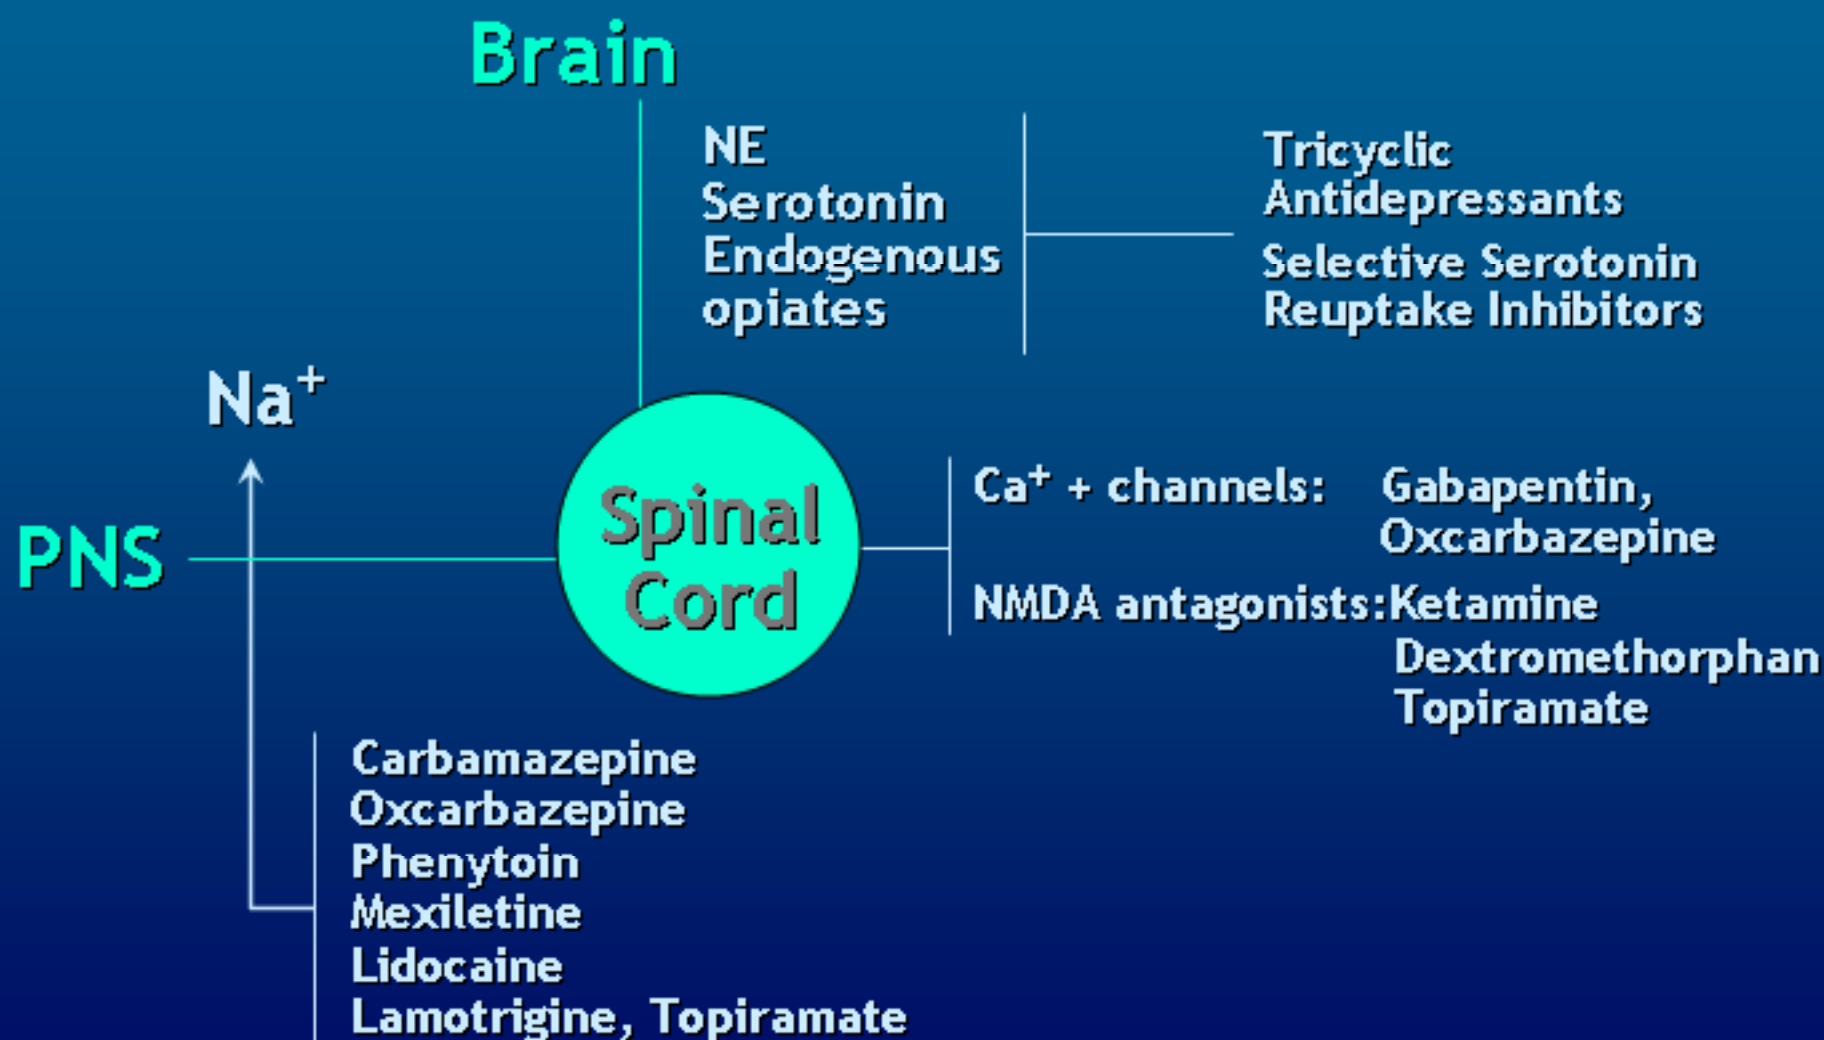 Brain
NE
Serotonin
Endogenous
opiates
Tricyclic
Antidepressants
Selective Serotonin
Reuptake Inhibitors
Na⁺
PNS
Spinal
Cord
Ca⁺ + channels: Gabapentin,
Oxcarbazepine
NMDA antagonists:Ketamine
Dextromethorphan
Topiramate
Carbamazepine
Oxcarbazepine
Phenytoin
Mexiletine
Lidocaine
Lamotrigine, Topiramate